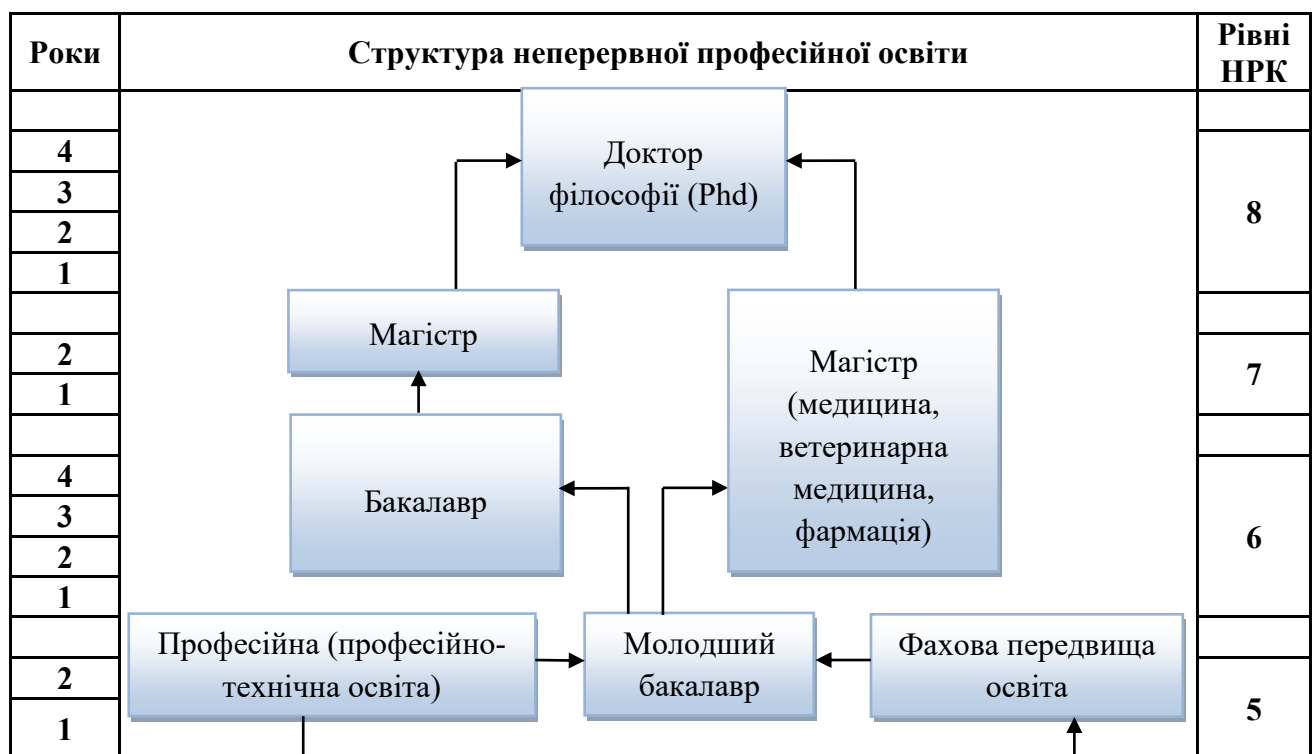 Роки
Структура неперервної професійної освіти
Рівні
НРК
4
3
2
1
Доктор
філософії (Phd)
8
Магістр
2
1
Магістр
(медицина,
ветеринарна
медицина,
фармація)
7
4
3
2
1
Бакалавр
6
Професійна (професійно-
технічна освіта)
Молодший
бакалавр
Фахова передвища
освіта
2
1
5